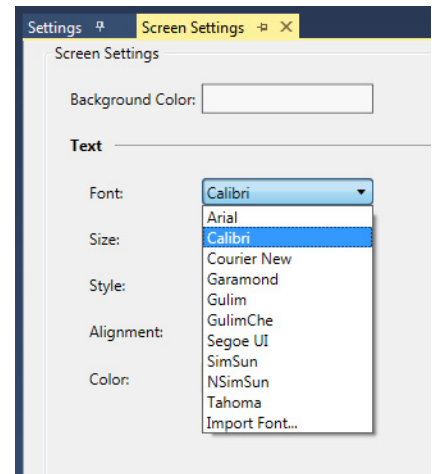 Settings
Screen Settings
Screen Settings
Background Color:
Text
Font:
Calibri
Arial
Calibri
Courier New
Garamond
Gulim
GulimChe
Segoe UI
SimSun
NSimSun
Tahoma
Import Font...
Size:
Style:
Alignment:
Color: